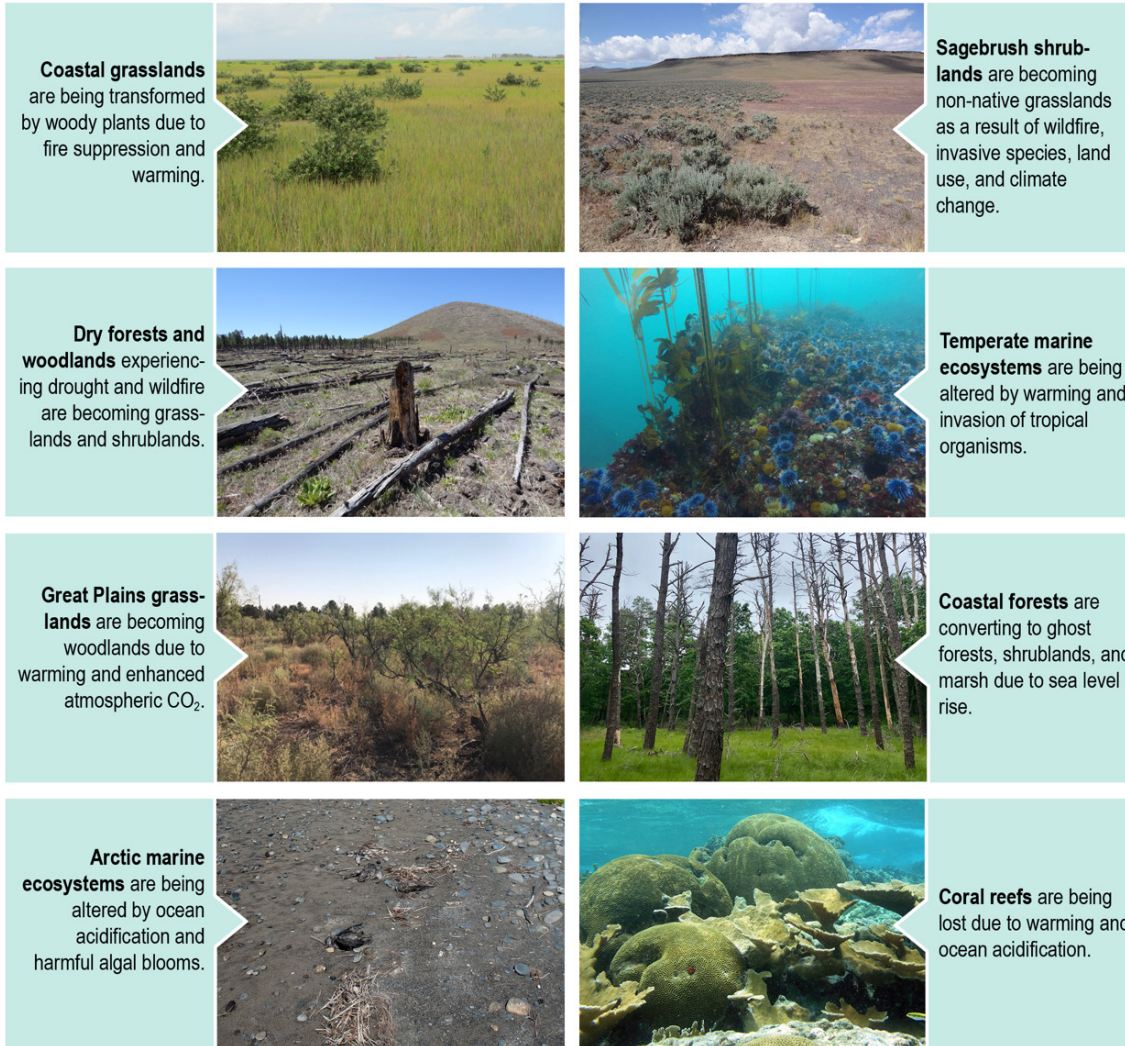 Coastal grasslands
are being transformed
by woody plants due to
fire suppression and
warming.
Sagebrush shrub-
lands are becoming
non-native grasslands
as a result of wildfire,
invasive species, land
use, and climate
change.
Dry forests and
woodlands experienc-
ing drought and wildfire
are becoming grass-
lands and shrublands.
Temperate marine
ecosystems are being
altered by warming and
invasion of tropical
organisms.
Great Plains grass-
lands are becoming
woodlands due to
warming and enhanced
atmospheric CO₂.
Coastal forests are
converting to ghost
forests, shrublands, and
marsh due to sea level
rise.
Arctic marine
ecosystems are being
altered by ocean
acidification and
harmful algal blooms.
Coral reefs are being
lost due to warming and
ocean acidification.